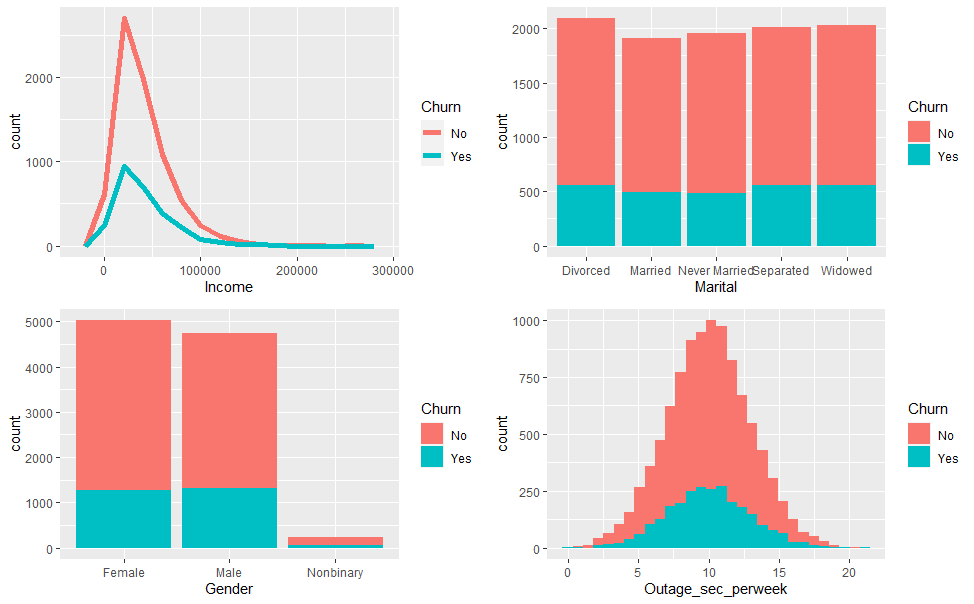 count
2000
1000
0
0
100000
200000
300000
Income
Churn
No
Yes
count
2000
1500
1000
500
0
Divorced
Married
Never Married
Separated
Widowed
Marital
Churn
No
Yes
count
5000
4000
3000
2000
1000
0
Female
Male
Nonbinary
Gender
Churn
No
Yes
count
1000
750
500
250
0
0
5
10
15
20
Outage_sec_perweek
Churn
No
Yes